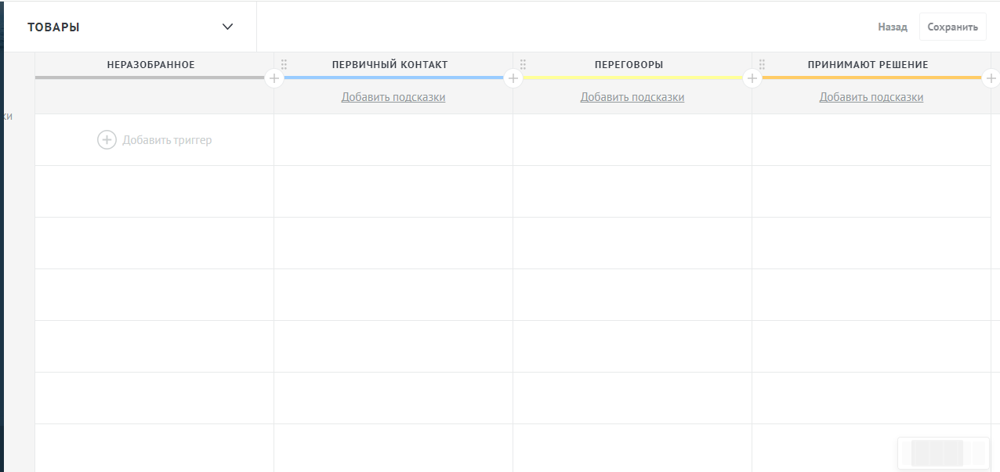 ТОВАРЫ
Назад
Сохранить
НЕРАЗОБРАННОЕ
ПЕРВИЧНЫЙ КОНТАКТ
ПЕРЕГОВОРЫ
ПРИНИМАЮТ РЕШЕНИЕ
Добавить подсказки
Добавить подсказки
Добавить подсказки
ки
Добавить триггер